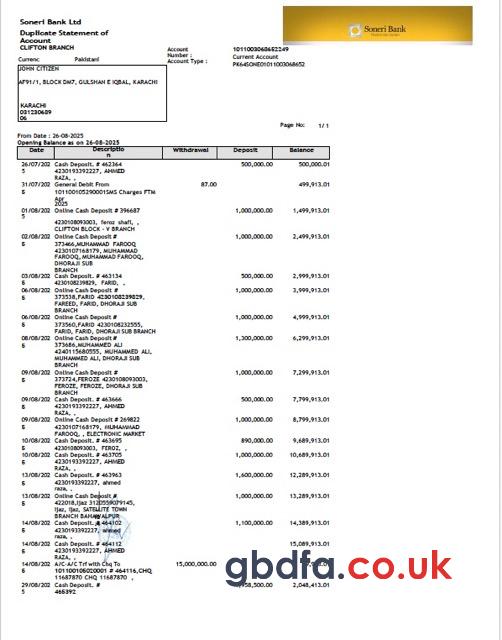 Soneri Bank Ltd
Soneri Bank
Duplicate Statement of
Account
CLIFTON BRANCH
Account Number : 1011003068652249
Account Type : Current Account
PK64SONE01011003068652
Currenc Pakistani
JOHN CITIZEN
AF91/1, BLOCK DM7, GULSHAN E IQBAL, KARACHI
KARACHI
031230689
06
Page No: 1/1
From Date : 26-08-2025
Opening Balance as on 26-08-2025
Date Descriptio Withdrawal Deposit Balance
n
26/07/202 Cash Deposit. # 462364 500,000.00 500,000.01
5 4230193392227, AHMED
RAZA, ,
31/07/202 General Debit From 87.00 499,913.01
5 101100105290001SMS Charges FTM
Apr
2025
01/08/202 Online Cash Deposit # 396687 1,000,000.00 1,499,913.01
5
4230108093003, feroz shafi, ,
CLIFTON BLOCK - V BRANCH
02/08/202 Online Cash Deposit # 1,000,000.00 2,499,913.01
5 373466,MUHAMMAD FAROOQ
4230107168179, MUHAMMAD
FAROOQ, MUHAMMAD FAROOQ,
DHORAJI SUB
BRANCH
03/08/202 Cash Deposit. # 463134 500,000.00 2,999,913.01
5 4230108239829, FARID, ,
06/08/202 Online Cash Deposit # 1,000,000.00 3,999,913.01
5 373538,FARID 4230108239829,
FAREED, FARID, DHORAJI SUB
BRANCH
06/08/202 Online Cash Deposit # 1,000,000.00 4,999,913.01
5 373560,FARID 4230108232555,
FARID, FARID, DHORAJI SUB BRANCH
08/08/202 Online Cash Deposit # 1,300,000.00 6,299,913.01
5 373686,MUHAMMED ALI
4240115680555, MUHAMMED ALI,
MUHAMMED ALI, DHORAJI SUB
BRANCH
09/08/202 Online Cash Deposit # 1,000,000.00 7,299,913.01
5 373724,FEROZE 4230108093003,
FEROZE, FEROZE, DHORAJI SUB
BRANCH
09/08/202 Cash Deposit. # 463666 500,000.00 7,799,913.01
5 4230193392227, AHMED
RAZA, ,
09/08/202 Online Cash Deposit # 269822 1,000,000.00 8,799,913.01
5 4230107168179, MUHAMMAD
FAROOQ, , ELECTRONIC MARKET
10/08/202 Cash Deposit. # 463695 890,000.00 9,689,913.01
5 4230108093003, FEROZ, ,
10/08/202 Cash Deposit. # 463705 1,000,000.00 10,689,913.01
5 4230193392227, AHMED
RAZA, ,
13/08/202 Cash Deposit. # 463963 1,600,000.00 12,289,913.01
5 4230193392227, ahmed
raza, ,
13/08/202 Online Cash Deposit # 1,000,000.00 13,289,913.01
5 422018,Ijaz 3120559079145,
Ijaz, Ijaz, SATELLITE TOWN
BRANCH BAHAWALPUR
14/08/202 Cash Deposit. # 464102 1,100,000.00 14,389,913.01
5 4230193392227, ahmed
raza, ,
14/08/202 Cash Deposit. # 464112 15,089,913.01
5 4230193392227, AHMED
RAZA, ,
14/08/202 A/C-A/C Trf with Chq To 15,000,000.00
5 101100105020001 # 464116,CHQ
11687870 CHQ 11687870 ,
29/08/202 Cash Deposit. 958,500.00 2,048,413.01
5 #
465392
gbdfa.co.uk